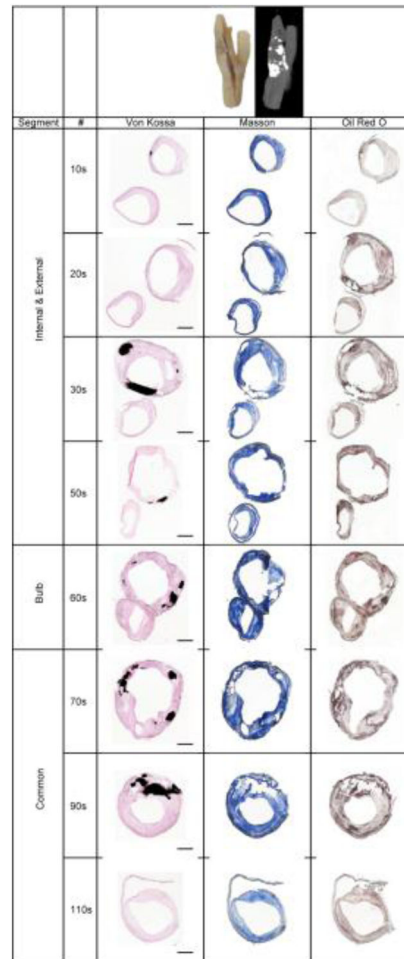 Segment # Von Kossa Masson Oil Red O
Internal & External
10s
20s
30s
50s
Bulb
60s
Common
70s
90s
110s